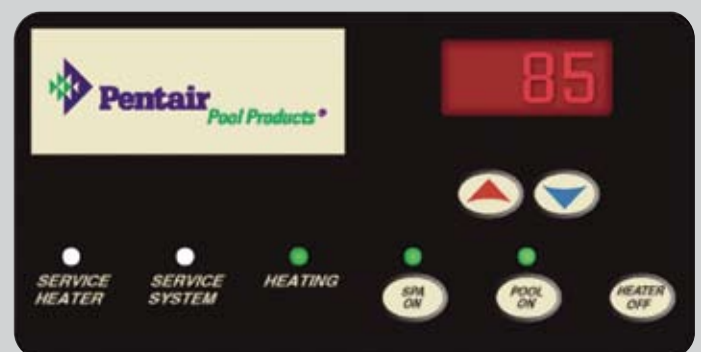 Pentair
Pool Products
85
SERVICE
HEATER
SERVICE
SYSTEM
HEATING
SPA
ON
POOL
ON
HEATER
OFF